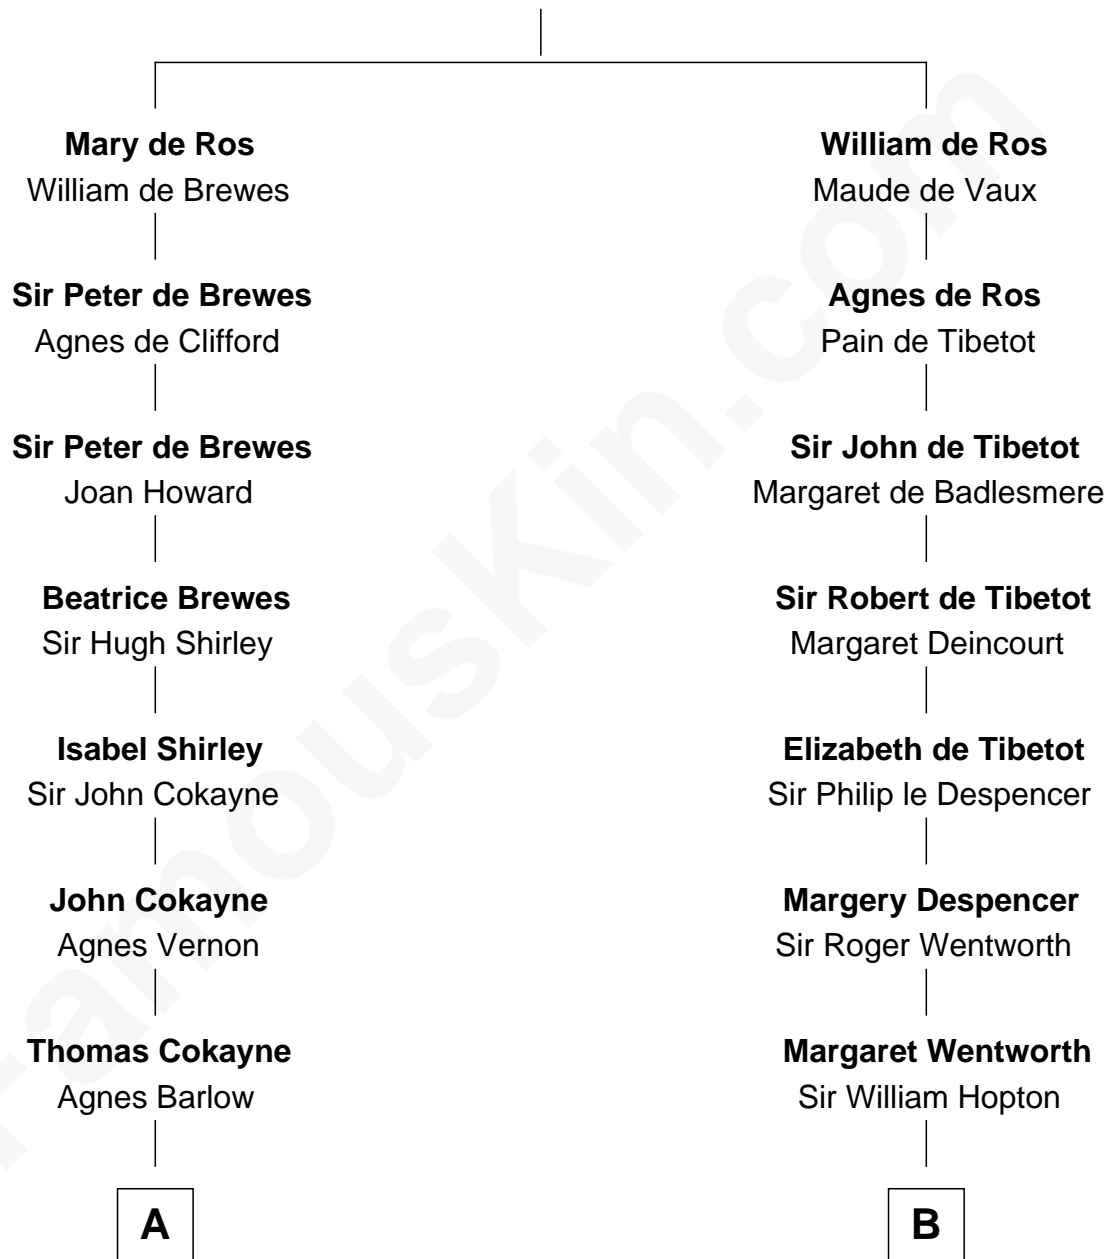 Mary de Ros
William de Brewes
Sir Peter de Brewes
Agnes de Clifford
Sir Peter de Brewes
Joan Howard
Beatrice Brewes
Sir Hugh Shirley
Isabel Shirley
Sir John Cokayne
John Cokayne
Agnes Vernon
Thomas Cokayne
Agnes Barlow
A
William de Ros
Maude de Vaux
Agnes de Ros
Pain de Tibetot
Sir John de Tibetot
Margaret de Badlesmere
Sir Robert de Tibetot
Margaret Deincourt
Elizabeth de Tibetot
Sir Philip le Despencer
Margery Despencer
Sir Roger Wentworth
Margaret Wentworth
Sir William Hopton
B
FamousKin.com